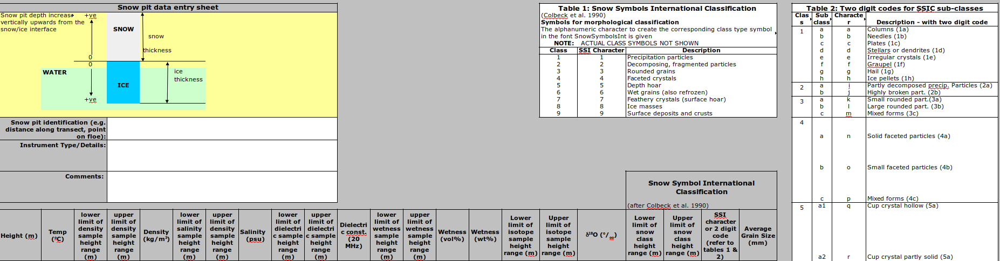 Snow pit data entry sheet
Snow pit depth increase
vertically upwards from the
snow/ice interface
+ve
SNOW
snow
thickness
0
0
WATER
ice
thickness
ICE
+ve
Snow pit identification (e.g.
distance along transect, point
on floe):
Instrument Type/Details:
Comments:
Table 1: Snow Symbols International Classification
(Colbeck et al. 1990)
Symbols for morphological classification
The alphanumeric character to create the corresponding class type symbol
in the font SnowSymbolsInt is given
NOTE: ACTUAL CLASS SYMBOLS NOT SHOWN
Class SSI Character Description
1 1 Precipitation particles
2 2 Decomposing, fragmented particles
3 3 Rounded grains
4 4 Faceted crystals
5 5 Depth hoar
6 6 Wet grains (also refrozen)
7 7 Feathery crystals (surface hoar)
8 8 Ice masses
9 9 Surface deposits and crusts
Table 2: Two digit codes for SSIC sub-classes
Clas Sub Characte
s class r Description - with two digit code
1 a a Columns (1a)
b b Needles (1b)
c c Plates (1c)
d d Stellars or dendrites (1d)
e e Irregular crystals (1e)
f f Graupel (1f)
g g Hail (1g)
h h Ice pellets (1h)
2 a i Partly decomposed precip. Particles (2a)
b j Highly broken part. (2b)
3 a k Small rounded part.(3a)
b l Large rounded part. (3b)
c m Mixed forms (3c)
4
a n Solid faceted particles (4a)
b o Small faceted particles (4b)
c p Mixed forms (4c)
5 a1 q Cup crystal hollow (5a)
a2 r Cup crystal partly solid (5a)
Snow Symbol International
Classification
(after Colbeck et al. 1990)
Height (m)
Temp
(ºC)
lower
limit of
density
sample
height
range
(m)
upper
limit of
density
sample
height
range
(m)
Density
(kg/m³)
lower
limit of
salinity
sample
height
range
(m)
upper
limit of
density
sample
height
range
(m)
Salinity
(psu)
lower
limit of
dielectri
c sample
height
range
(m)
upper
limit of
dielectri
c sample
height
range
(m)
Dielectri
c const.
(20
MHz)
lower
limit of
wetness
sample
height
range
(m)
upper
limit of
wetness
sample
height
range
(m)
Wetness
(vol%)
Wetness
(wt%)
Lower
limit of
isotope
sample
height
range (m)
Upper
limit of
isotope
sample
height
range (m)
δ¹⁸O (°/ₒₒ)
Lower
limit of
snow
class
height
range (m)
Upper
limit of
snow
class
height
range (m)
SSI
character
or 2 digit
code
(refer to
tables 1 &
2)
Average
Grain Size
(mm)